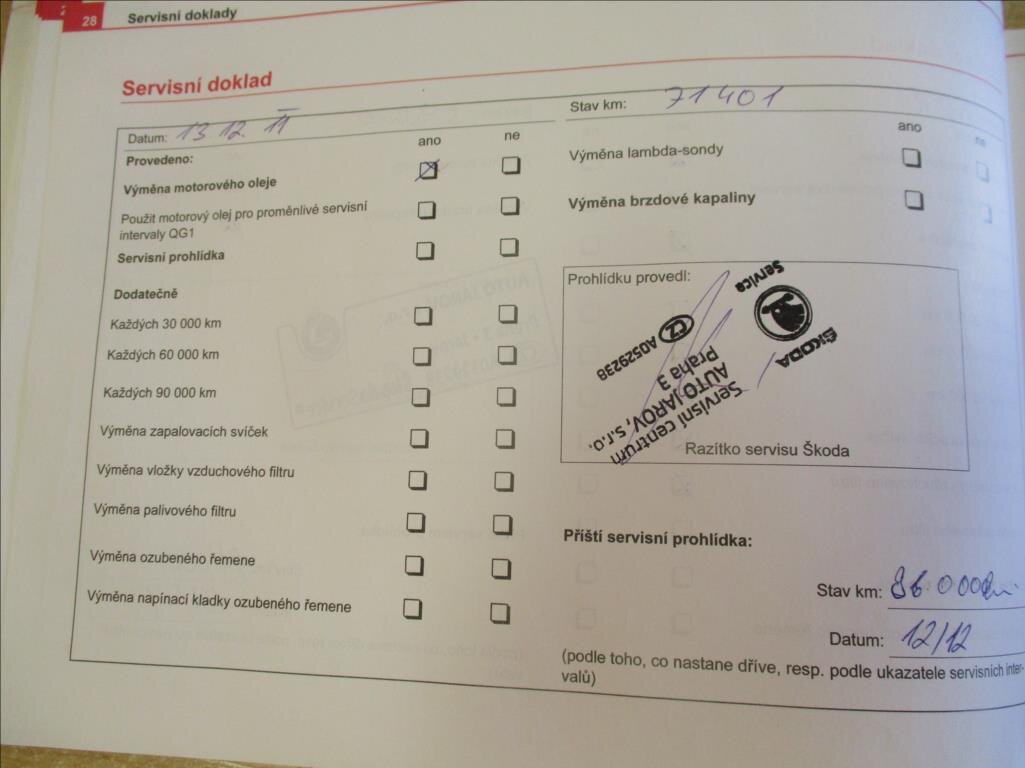 28 Servisní doklady
Servisní doklad
Datum: 13 12. 11
Stav km: 71401
ano ne
Provedeno:
Výměna motorového oleje
Použit motorový olej pro proměnlivé servisní
intervaly QG1
Servisní prohlídka
Dodatečně
Každých 30 000 km
Každých 60 000 km
Každých 90 000 km
Výměna zapalovacích svíček
Výměna vložky vzduchového filtru
Výměna palivového filtru
Výměna ozubeného řemene
Výměna napínací kladky ozubeného řemene
ano ne
Výměna lambda-sondy
Výměna brzdové kapaliny
Prohlídku provedl:
Servisní centrum
AUTO JAROV, s.r.o.
Praha 3
CZ A0529238
ŠKODA
Service
Razítko servisu Škoda
Příští servisní prohlídka:
Stav km: 86 000
Datum: 12/12
(podle toho, co nastane dříve, resp. podle ukazatele servisních inter-
valů)